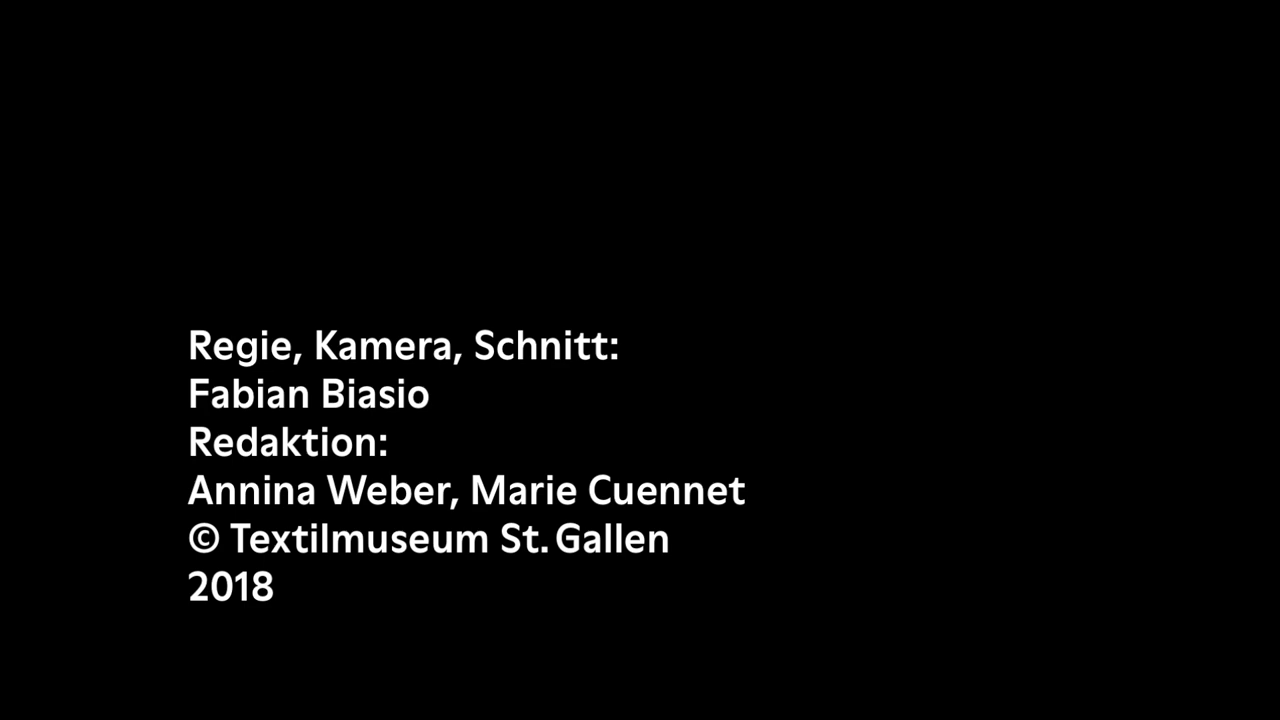 Regie, Kamera, Schnitt:
Fabian Biasio
Redaktion:
Annina Weber, Marie Cuennet
© Textilmuseum St. Gallen
2018